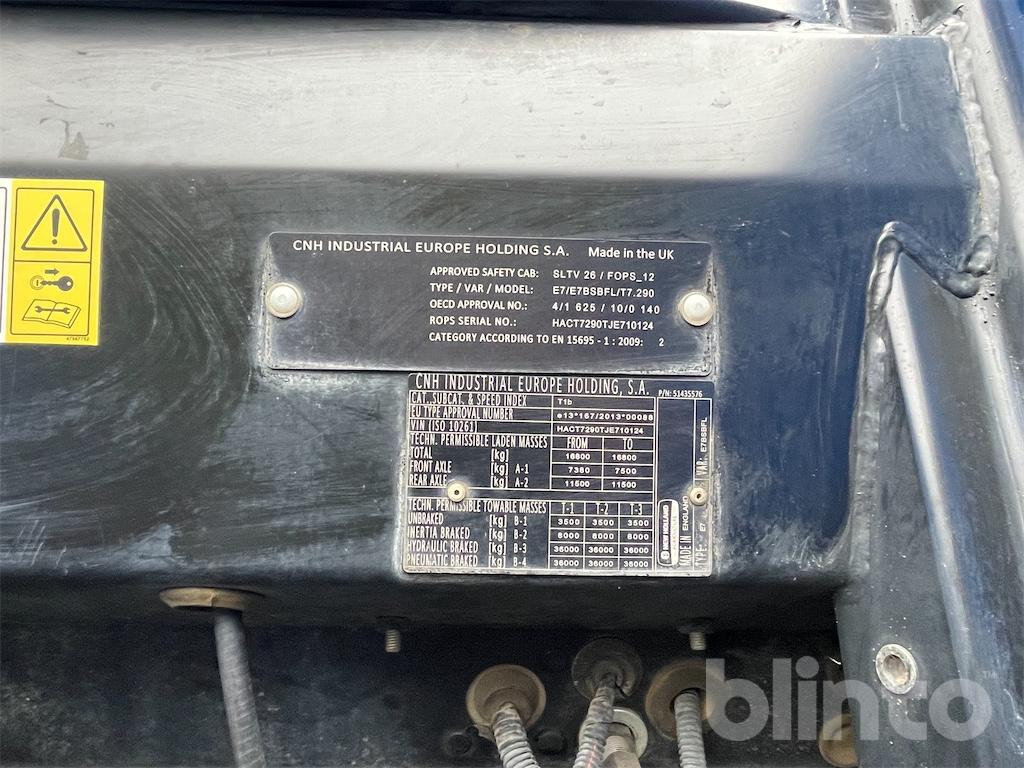 CNH INDUSTRIAL EUROPE HOLDING S.A. Made in the UK
APPROVED SAFETY CAB: SLTV 26 / FOPS_12
TYPE / VAR / MODEL: E7/E7BSBFL/T7.290
OECD APPROVAL NO.: 4/1 625 / 10/0 140
ROPS SERIAL NO.: HACT7290TJE710124
CATEGORY ACCORDING TO EN 15695 - 1 : 2009: 2
47947752
CNH INDUSTRIAL EUROPE HOLDING, S.A. P/N: 51435576
CAT. SUBCAT. & SPEED INDEX T1b
EU TYPE APPROVAL NUMBER e13*167/2013*00088
VIN (ISO 10261) HACT7290TJE710124
TECHN. PERMISSIBLE LADEN MASSES FROM TO
TOTAL [kg] 16800 16800
FRONT AXLE [kg] A-1 7380 7500
REAR AXLE [kg] A-2 11500 11500
TECHN. PERMISSIBLE TOWABLE MASSES T-1 T-2 T-3
UNBRAKED [kg] B-1 3500 3500 3500
INERTIA BRAKED [kg] B-2 8000 8000 8000
HYDRAULIC BRAKED [kg] B-3 36000 36000 36000
PNEUMATIC BRAKED [kg] B-4 36000 36000 36000
NEW HOLLAND
MADE IN ENGLAND
TYPE: E7 VAR: E7BSBFL
blinto™